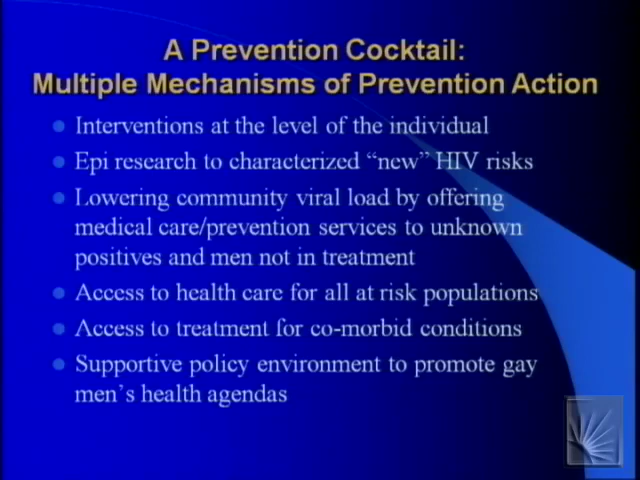 A Prevention Cocktail:
Multiple Mechanisms of Prevention Action
Interventions at the level of the individual
Epi research to characterized “new” HIV risks
Lowering community viral load by offering
medical care/prevention services to unknown
positives and men not in treatment
Access to health care for all at risk populations
Access to treatment for co-morbid conditions
Supportive policy environment to promote gay
men’s health agendas